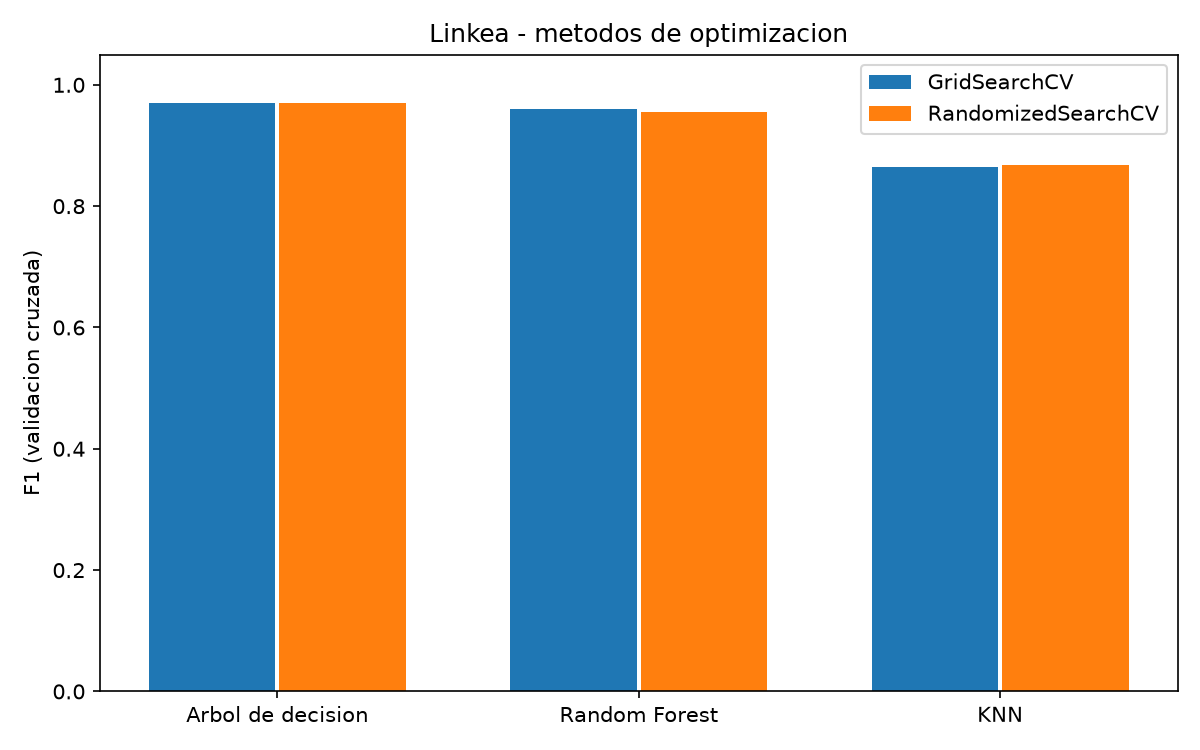 Linkea - metodos de optimizacion
GridSearchCV
RandomizedSearchCV
F1 (validacion cruzada)
1.0
0.8
0.6
0.4
0.2
0.0
Arbol de decision
Random Forest
KNN